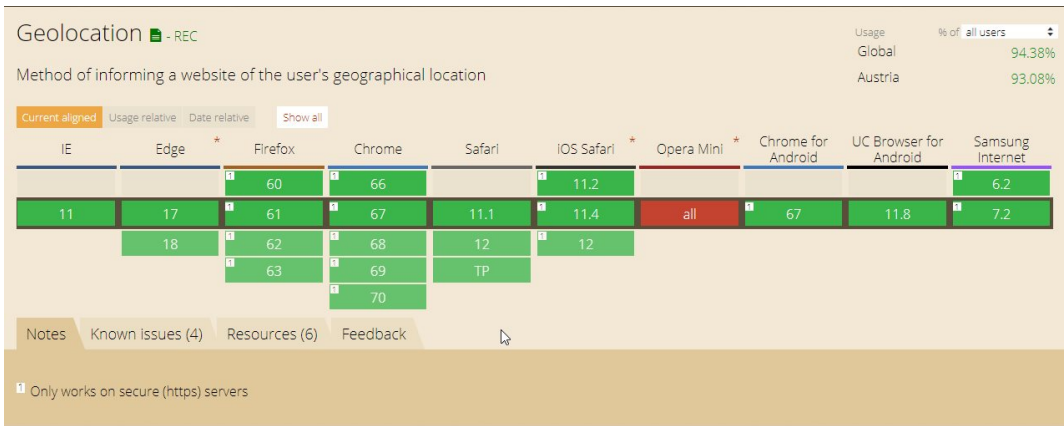 Geolocation - REC
Usage % of all users
Global 94.38%
Austria 93.08%
Method of informing a website of the user's geographical location
Current aligned Usage relative Date relative Show all
IE Edge * Firefox Chrome Safari iOS Safari * Opera Mini * Chrome for Android UC Browser for Android Samsung Internet
1 60 1 66 1 11.2 1 6.2
11 17 1 61 1 67 11.1 1 11.4 all 1 67 11.8 1 7.2
18 1 62 1 68 12 1 12
1 63 1 69 TP
1 70
Notes Known issues (4) Resources (6) Feedback
1 Only works on secure (https) servers